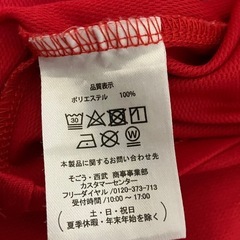 品質表示
ポリエステル 100%
30
本製品に関するお問い合わせ先
そごう・西武 商事事業部
カスタマーセンター
フリーダイヤル／0120-373-713
受付時間／10:00 ~ 17:00
土・日・祝日
夏季休暇・年末年始を除く